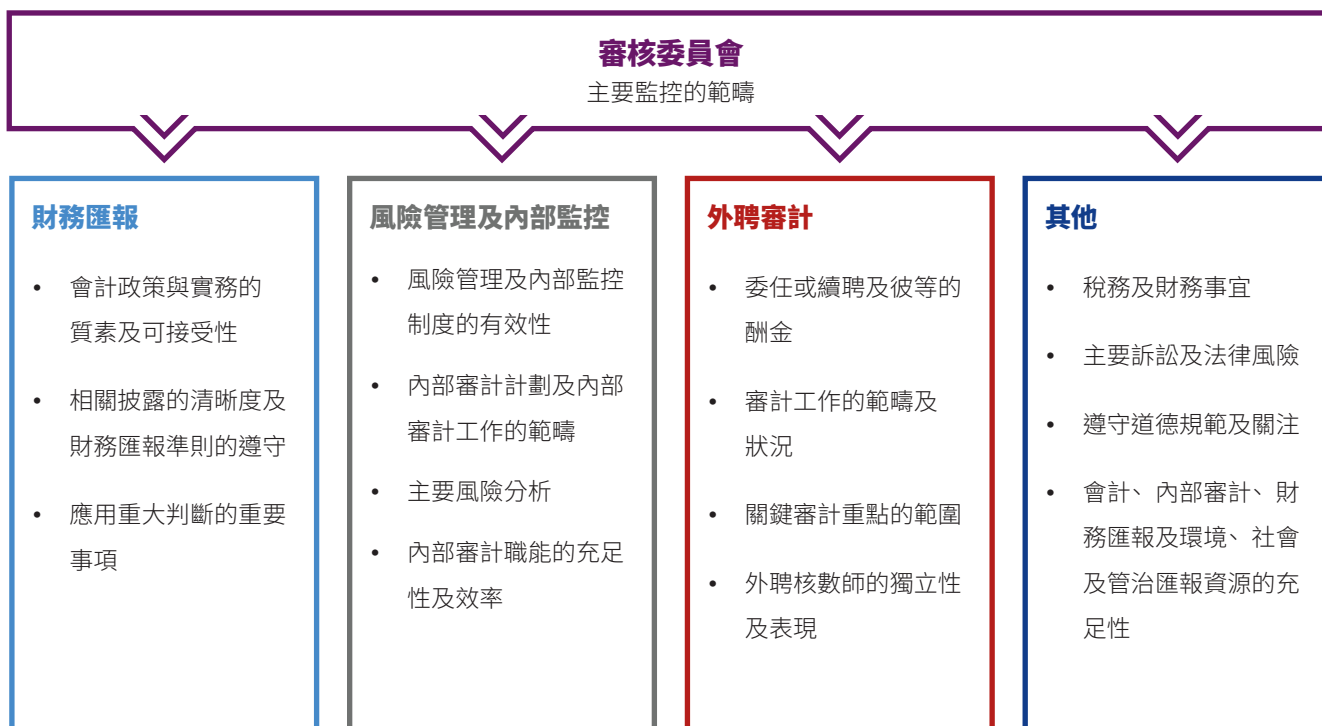 審核委員會
主要監控的範疇
財務匯報
• 會計政策與實務的
質素及可接受性
• 相關披露的清晰度及
財務匯報準則的遵守
• 應用重大判斷的重要
事項
風險管理及內部監控
• 風險管理及內部監控
制度的有效性
• 內部審計計劃及內部
審計工作的範疇
• 主要風險分析
• 內部審計職能的充足
性及效率
外聘審計
• 委任或續聘及彼等的
酬金
• 審計工作的範疇及
狀況
• 關鍵審計重點的範圍
• 外聘核數師的獨立性
及表現
其他
• 稅務及財務事宜
• 主要訴訟及法律風險
• 遵守道德規範及關注
• 會計、內部審計、財
務匯報及環境、社會
及管治匯報資源的充
足性